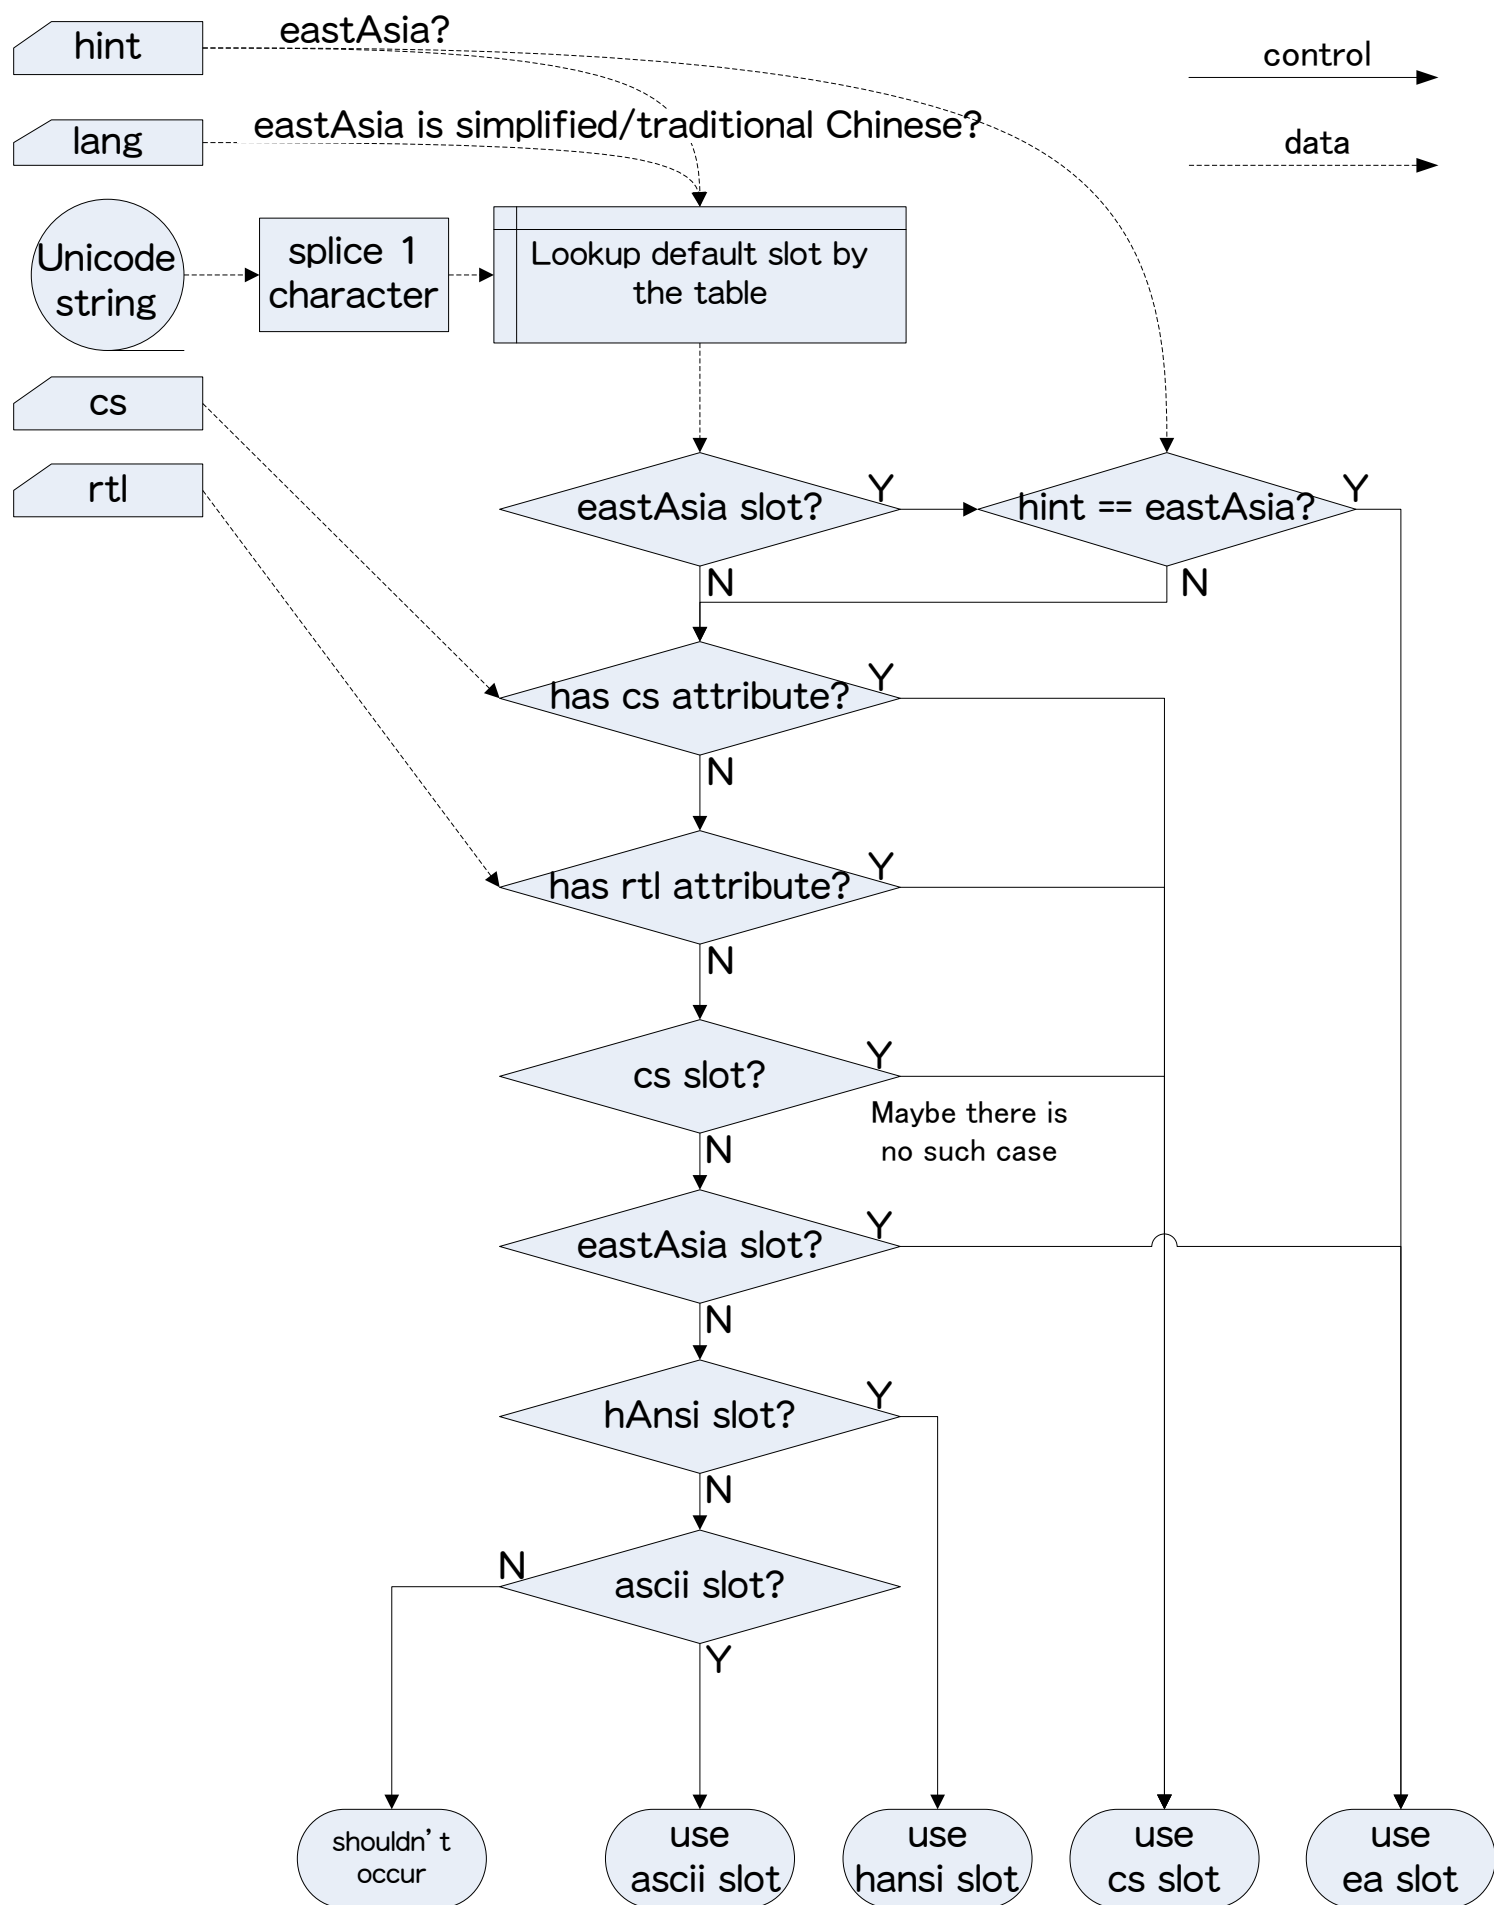 hint
eastAsia?
control
lang
eastAsia is simplified/traditional Chinese?
data
Unicode
string
splice 1
character
Lookup default slot by
the table
cs
rtl
eastAsia slot?
Y
hint == eastAsia?
Y
N
N
has cs attribute?
Y
N
has rtl attribute?
Y
N
cs slot?
Y
Maybe there is
no such case
N
eastAsia slot?
Y
N
hAnsi slot?
Y
N
ascii slot?
N
Y
shouldn't
occur
use
ascii slot
use
hansi slot
use
cs slot
use
ea slot